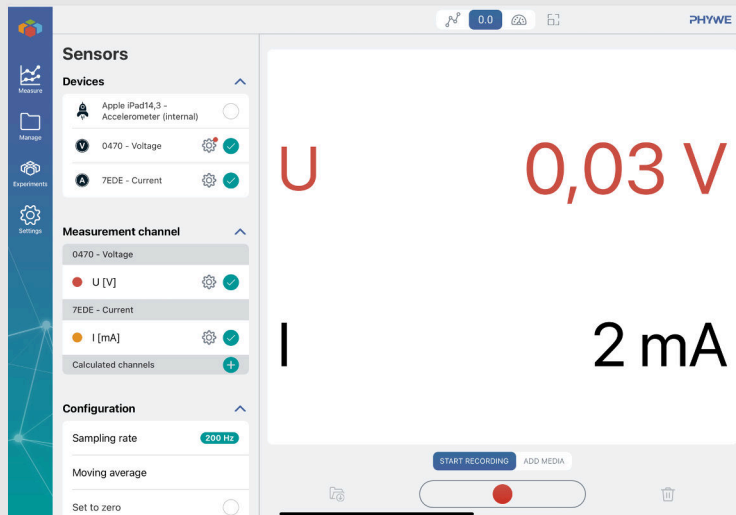 0.0
PHYWE
Measure
Manage
Experiments
Settings
Sensors
Devices
Apple iPad14,3 -
Accelerometer (internal)
V 0470 - Voltage
A 7EDE - Current
Measurement channel
0470 - Voltage
U [V]
7EDE - Current
I [mA]
Calculated channels
Configuration
Sampling rate 200 Hz
Moving average
Set to zero
U 0,03 V
I 2 mA
START RECORDING ADD MEDIA